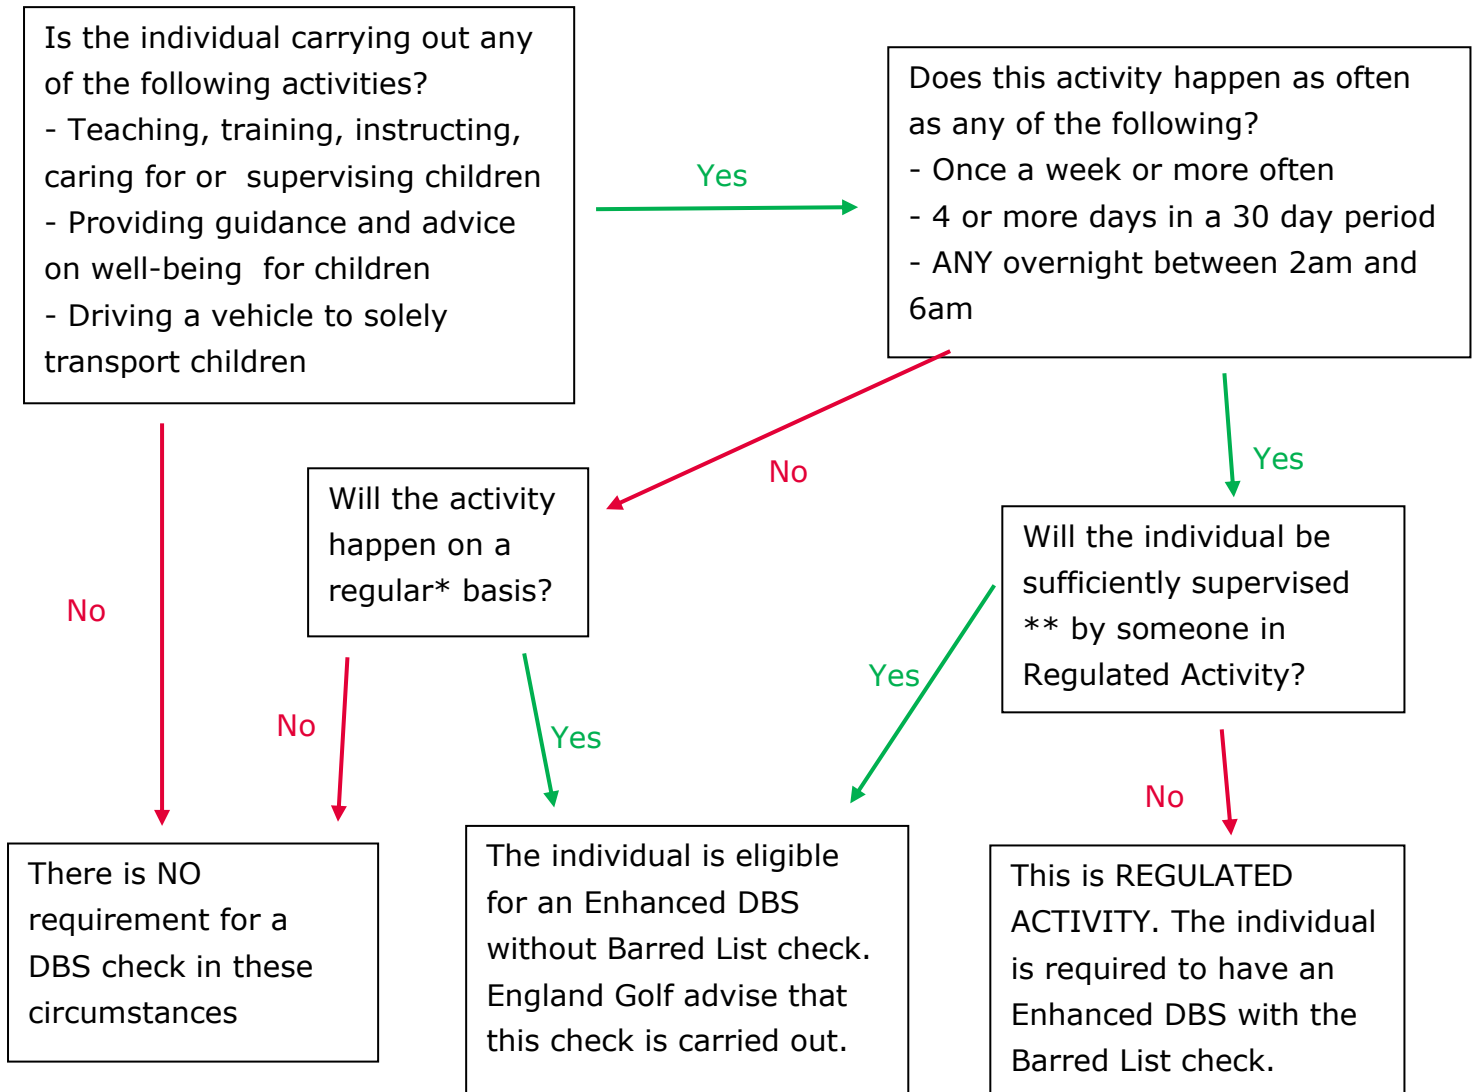 Is the individual carrying out any
of the following activities?
- Teaching, training, instructing,
caring for or  supervising children
- Providing guidance and advice
on well-being  for children
- Driving a vehicle to solely
transport children
Yes
Does this activity happen as often
as any of the following?
- Once a week or more often
- 4 or more days in a 30 day period
- ANY overnight between 2am and
6am
No
Yes
No
Will the activity
happen on a
regular* basis?
Will the individual be
sufficiently supervised
** by someone in
Regulated Activity?
No
Yes
Yes
No
There is NO
requirement for a
DBS check in these
circumstances
The individual is eligible
for an Enhanced DBS
without Barred List check.
England Golf advise that
this check is carried out.
This is REGULATED
ACTIVITY. The individual
is required to have an
Enhanced DBS with the
Barred List check.